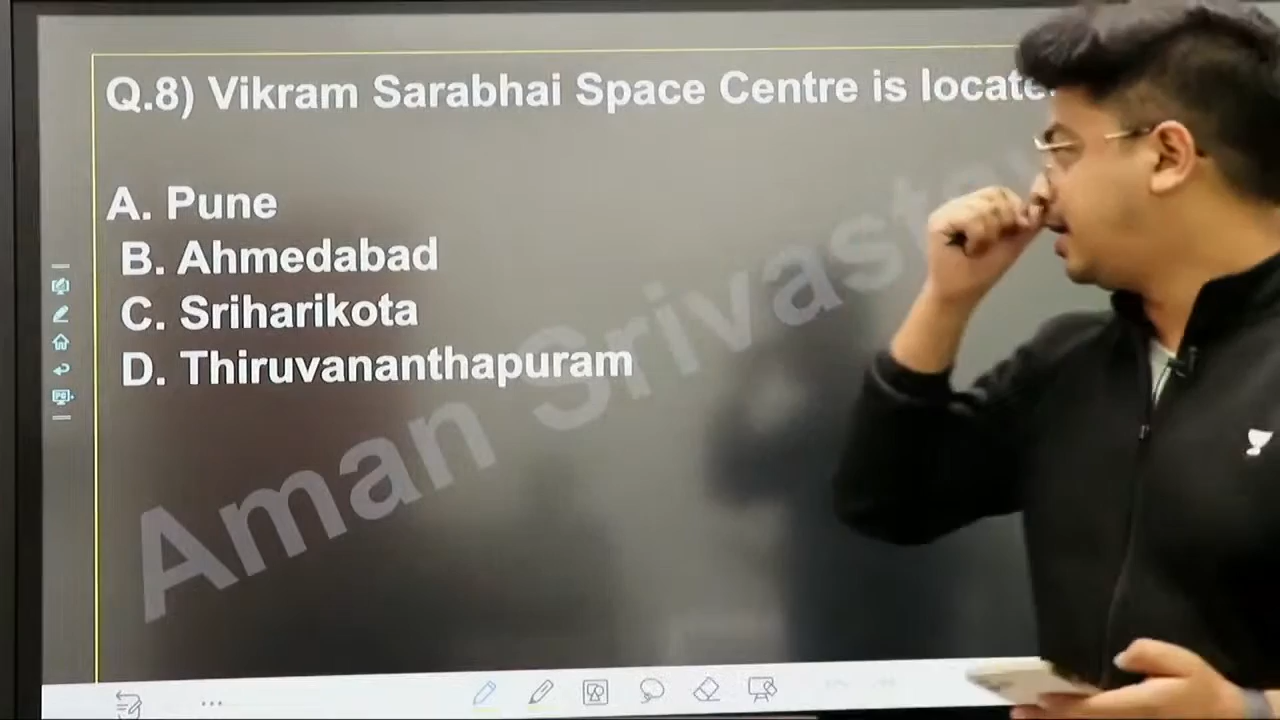 Q.8) Vikram Sarabhai Space Centre is locate
A. Pune
B. Ahmedabad
C. Sriharikota
D. Thiruvananthapuram
Aman Srivastav